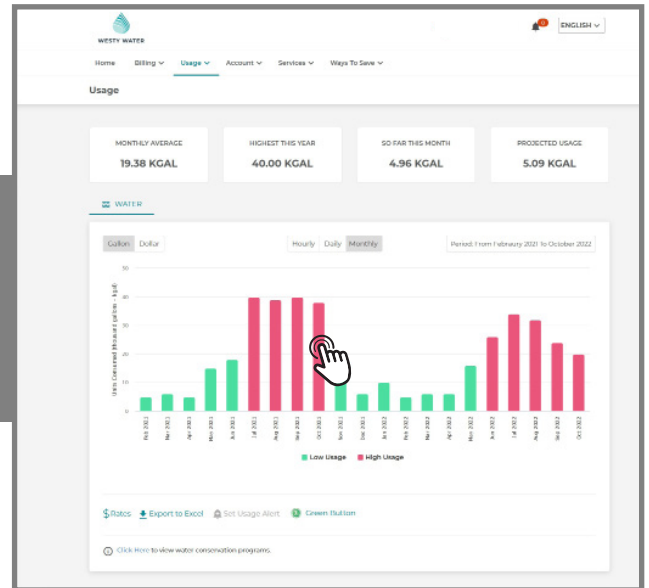 WESTY WATER
ENGLISH
Home Billing Usage Account Services Ways To Save
Usage
MONTHLY AVERAGE HIGHEST THIS YEAR SO FAR THIS MONTH PROJECTED USAGE
19.38 KGAL 40.00 KGAL 4.96 KGAL 5.09 KGAL
WATER
Gallon Dollar Hourly Daily Monthly Period: From Febraury 2021 To October 2022
Units Consumed (thousand gallons - kgal)
50
40
30
20
10
0
Feb 2021 Mar 2021 Apr 2021 May 2021 Jun 2021 Jul 2021 Aug 2021 Sep 2021 Oct 2021 Nov 2021 Dec 2021 Jan 2022 Feb 2022 Mar 2022 Apr 2022 May 2022 Jun 2022 Jul 2022 Aug 2022 Sep 2022 Oct 2022
Low Usage High Usage
$ Rates Export to Excel Set Usage Alert Green Button
Click Here to view water conservation programs.